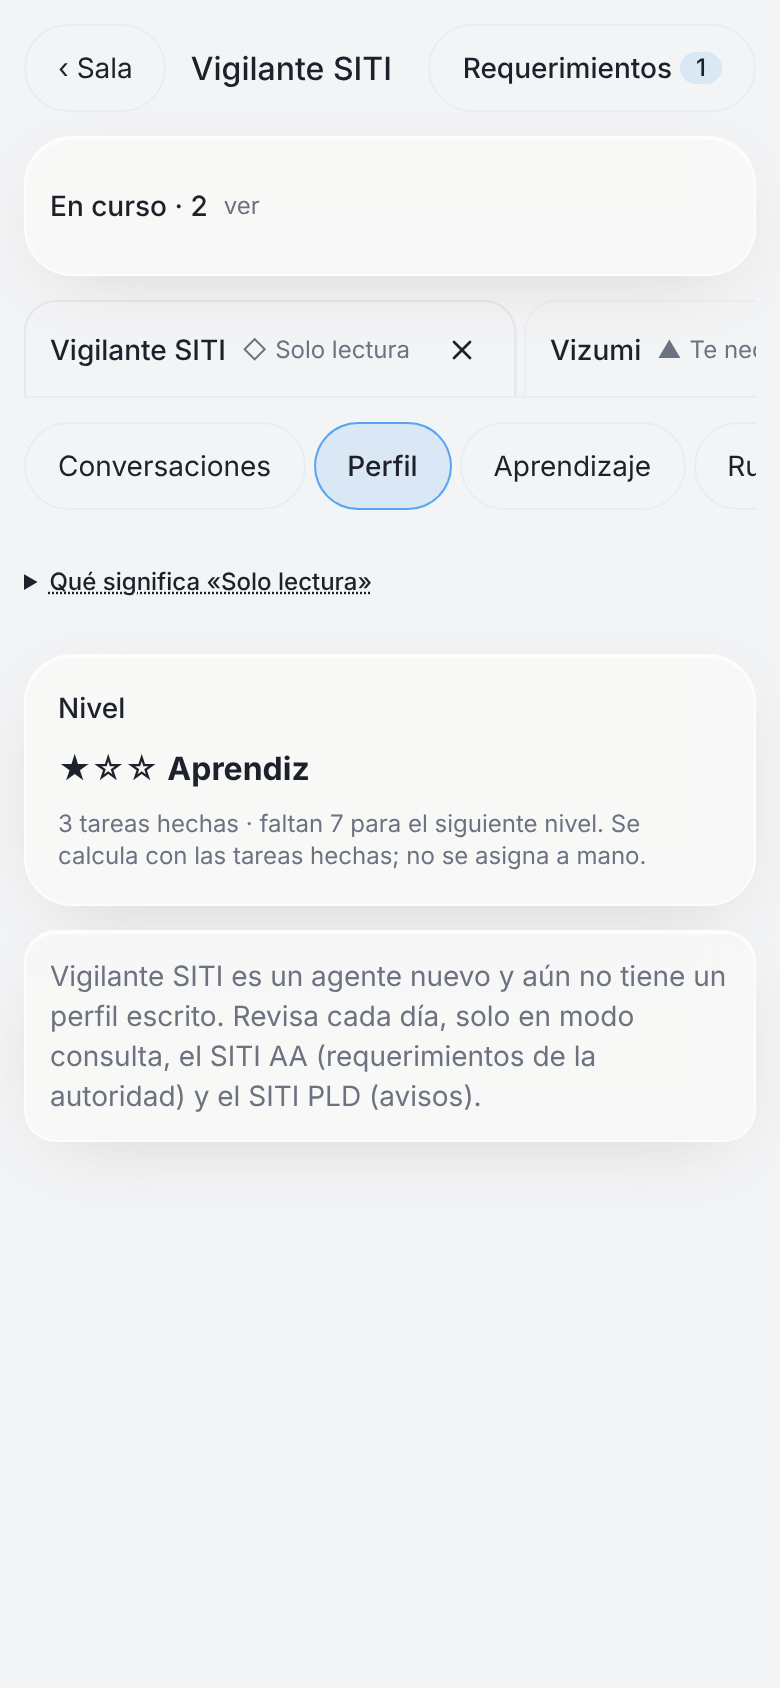 ‹ Sala
Vigilante SITI
Requerimientos 1
En curso · 2 ver
Vigilante SITI ◇ Solo lectura ✕
Vizumi ▲ Te
Conversaciones
Perfil
Aprendizaje
▶ Qué significa «Solo lectura»
Nivel
★☆☆ Aprendiz
3 tareas hechas · faltan 7 para el siguiente nivel. Se
calcula con las tareas hechas; no se asigna a mano.
Vigilante SITI es un agente nuevo y aún no tiene un
perfil escrito. Revisa cada día, solo en modo
consulta, el SITI AA (requerimientos de la
autoridad) y el SITI PLD (avisos).